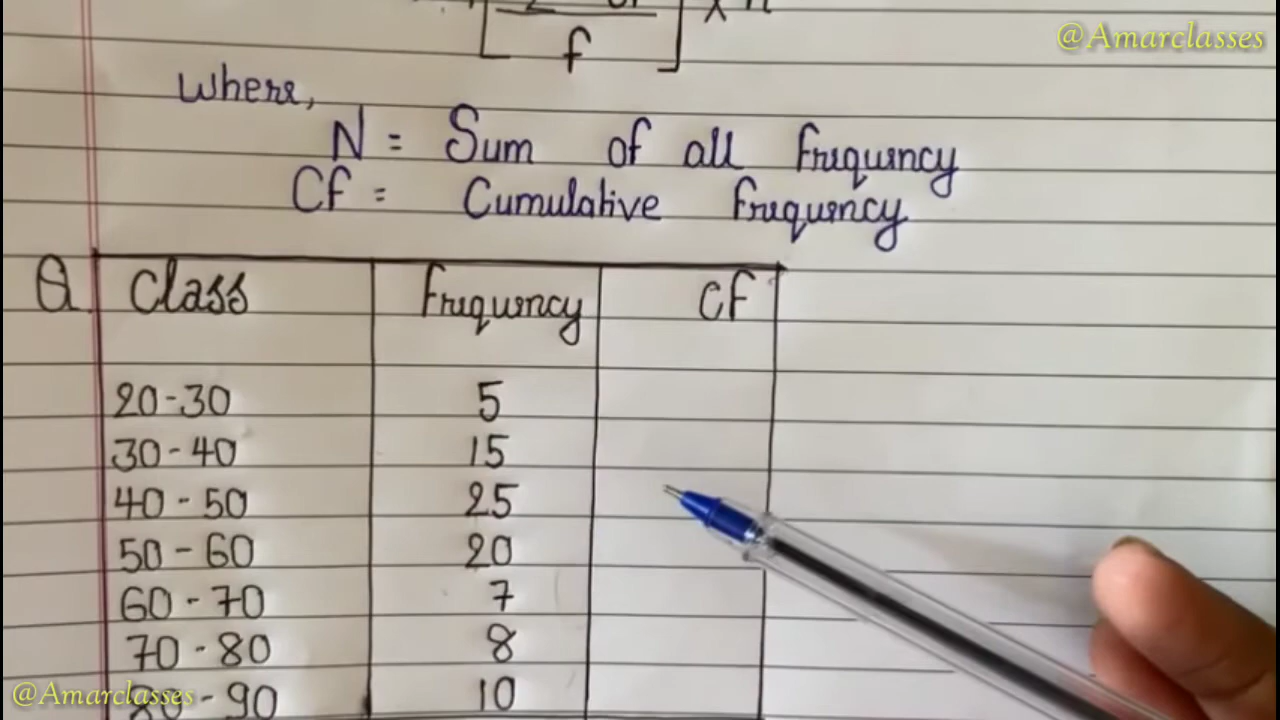 f
@Amarclasses
where,
N = Sum of all frequency
Cf = Cumulative frequency
Q. Class Frequency CF
20-30 5
30-40 15
40-50 25
50-60 20
60-70 7
70-80 8
80-90 10
@Amarclasses